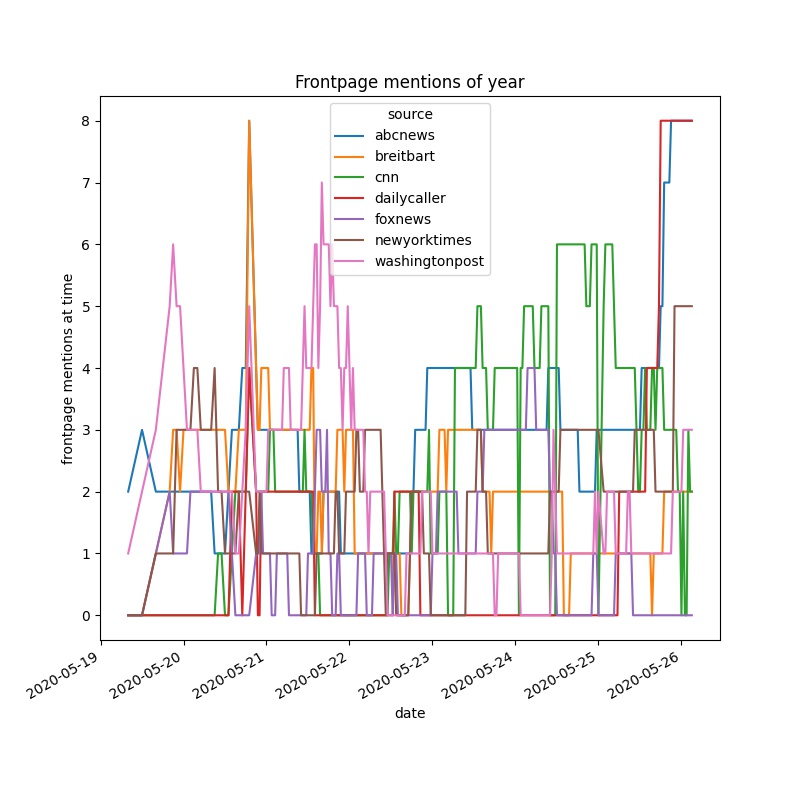 Frontpage mentions of year
source
abcnews
breitbart
cnn
dailycaller
foxnews
newyorktimes
washingtonpost
frontpage mentions at time
8
7
6
5
4
3
2
1
0
2020-05-19
2020-05-20
2020-05-21
2020-05-22
2020-05-23
2020-05-24
2020-05-25
2020-05-26
date